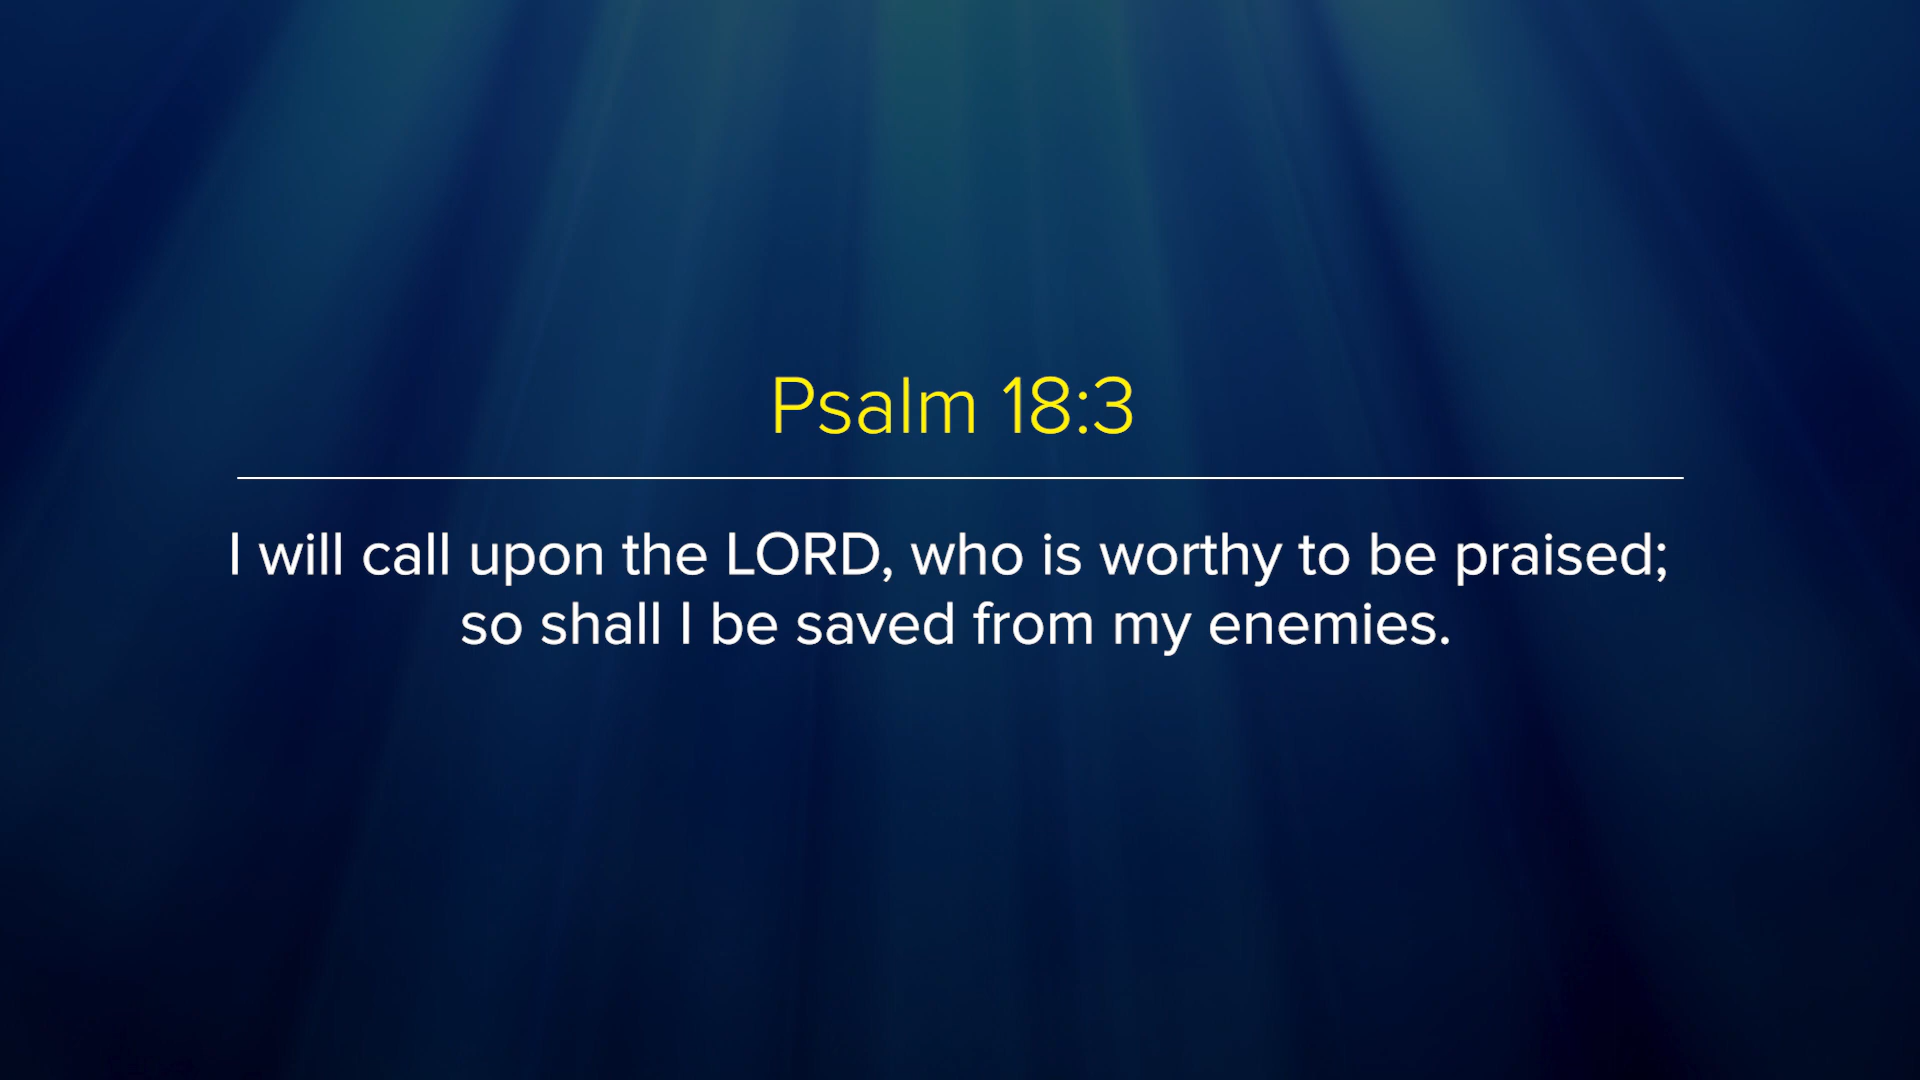 Psalm 18:3
I will call upon the LORD, who is worthy to be praised;
so shall I be saved from my enemies.